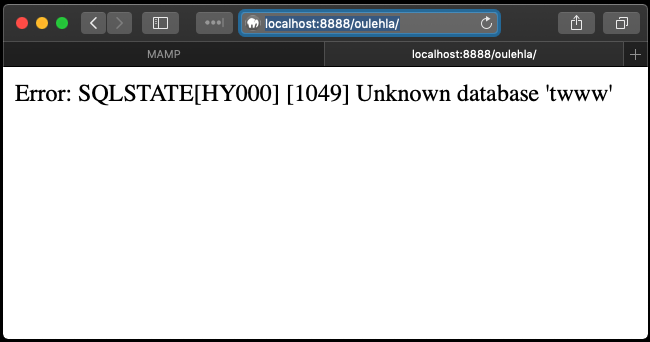 localhost:8888/oulehla/
MAMP
localhost:8888/oulehla/
Error: SQLSTATE[HY000] [1049] Unknown database 'twww'